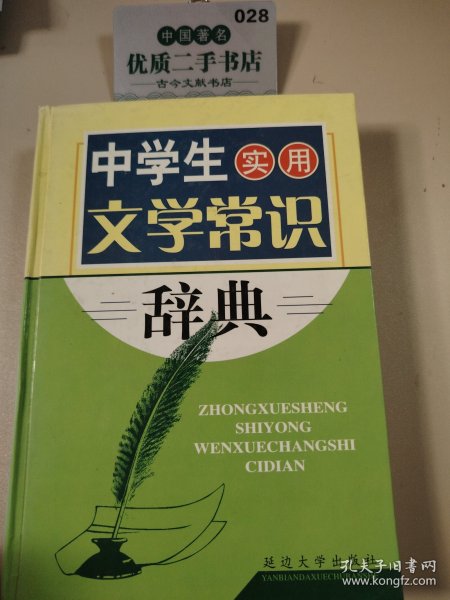 028
中国著名
优质二手书店
古今文献书店
中学生实用
文学常识
辞典
ZHONGXUESHENG
SHIYONG
WENXUECHANGSHI
CIDIAN
延边大学出版社
孔夫子旧书网
www.kongfz.com